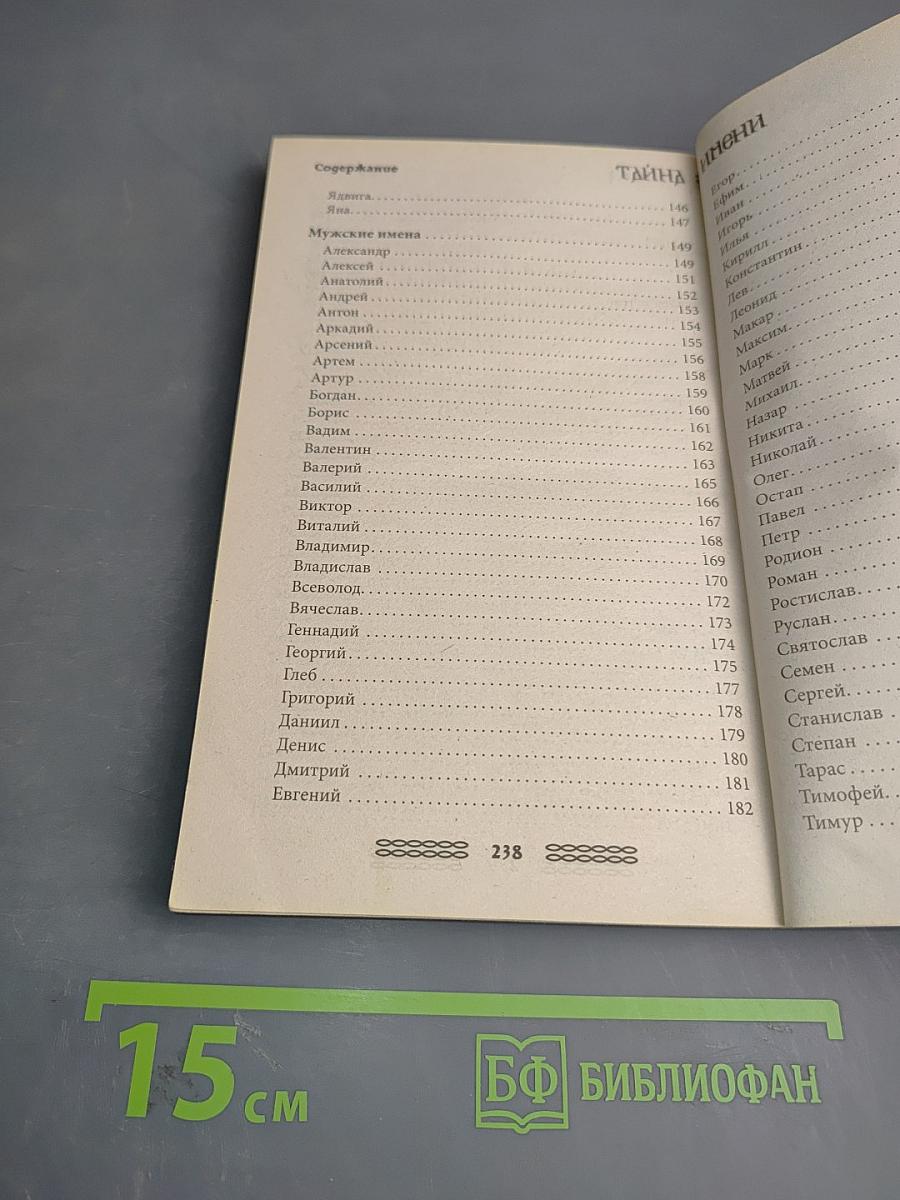 Содержание
ТАЙНА
Ядвига. 146
Яна. 147
Мужские имена 149
Александр 149
Алексей 151
Анатолий 152
Андрей 153
Антон 154
Аркадий 155
Арсений 156
Артем 158
Артур 159
Богдан 160
Борис 161
Вадим 162
Валентин 163
Валерий 165
Василий 166
Виктор 167
Виталий 168
Владимир 169
Владислав 170
Всеволод 172
Вячеслав 173
Геннадий 174
Георгий 175
Глеб 177
Григорий 178
Даниил 179
Денис 180
Дмитрий 181
Евгений 182
238
ИМЕНИ
Егор
Ефим
Иван
Игорь
Илья
Кирилл
Константин
Лев
Леонид
Макар
Максим
Марк
Матвей
Михаил
Назар
Никита
Николай
Олег
Остап
Павел
Петр
Родион
Роман
Ростислав
Руслан
Святослав
Семен
Сергей
Станислав
Степан
Тарас
Тимофей
Тимур
15 см
БФ БИБЛИОФАН